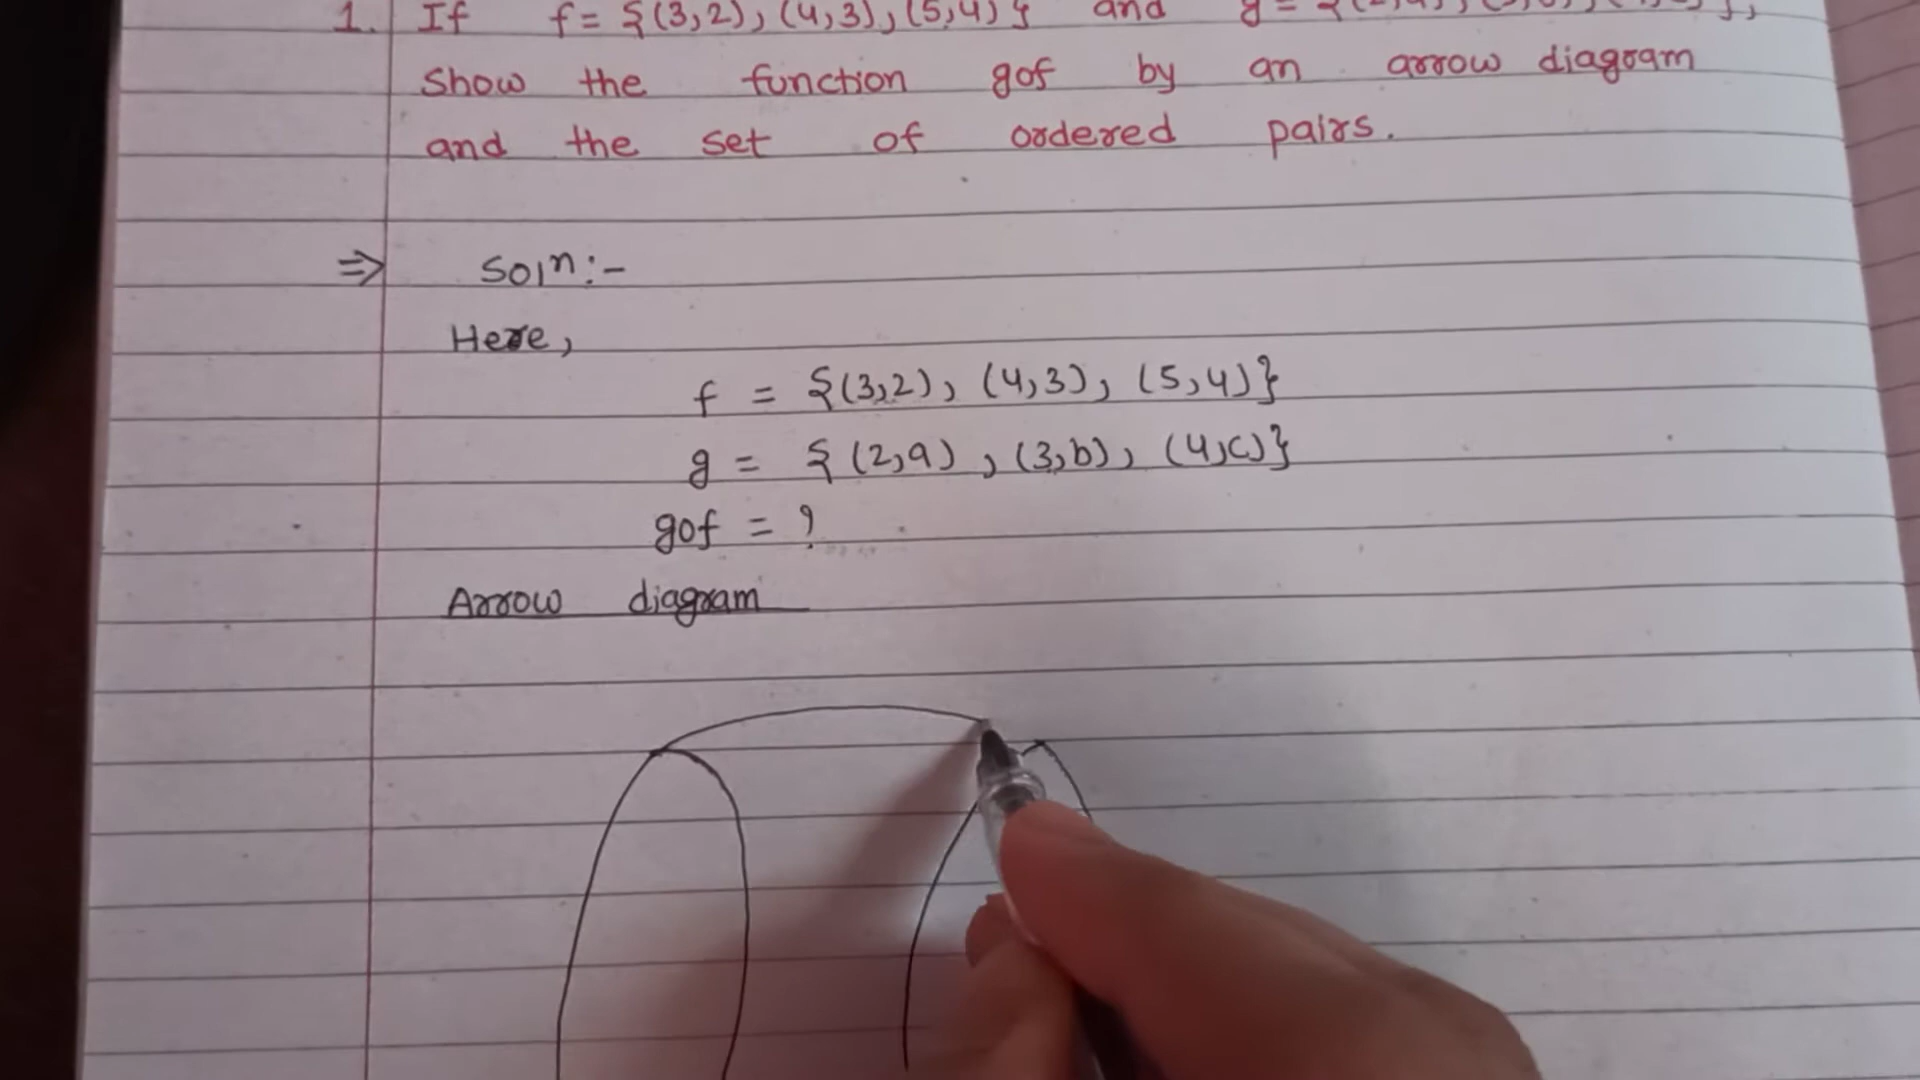 1. If f = {(3,2), (4,3), (5,4)} and g =
Show the function gof by an arrow diagram
and the set of ordered pairs.
⇒ Solⁿ:-
Here,
f = {(3,2), (4,3), (5,4)}
g = {(2,a), (3,b), (4,c)}
gof = ?
Arrow diagram